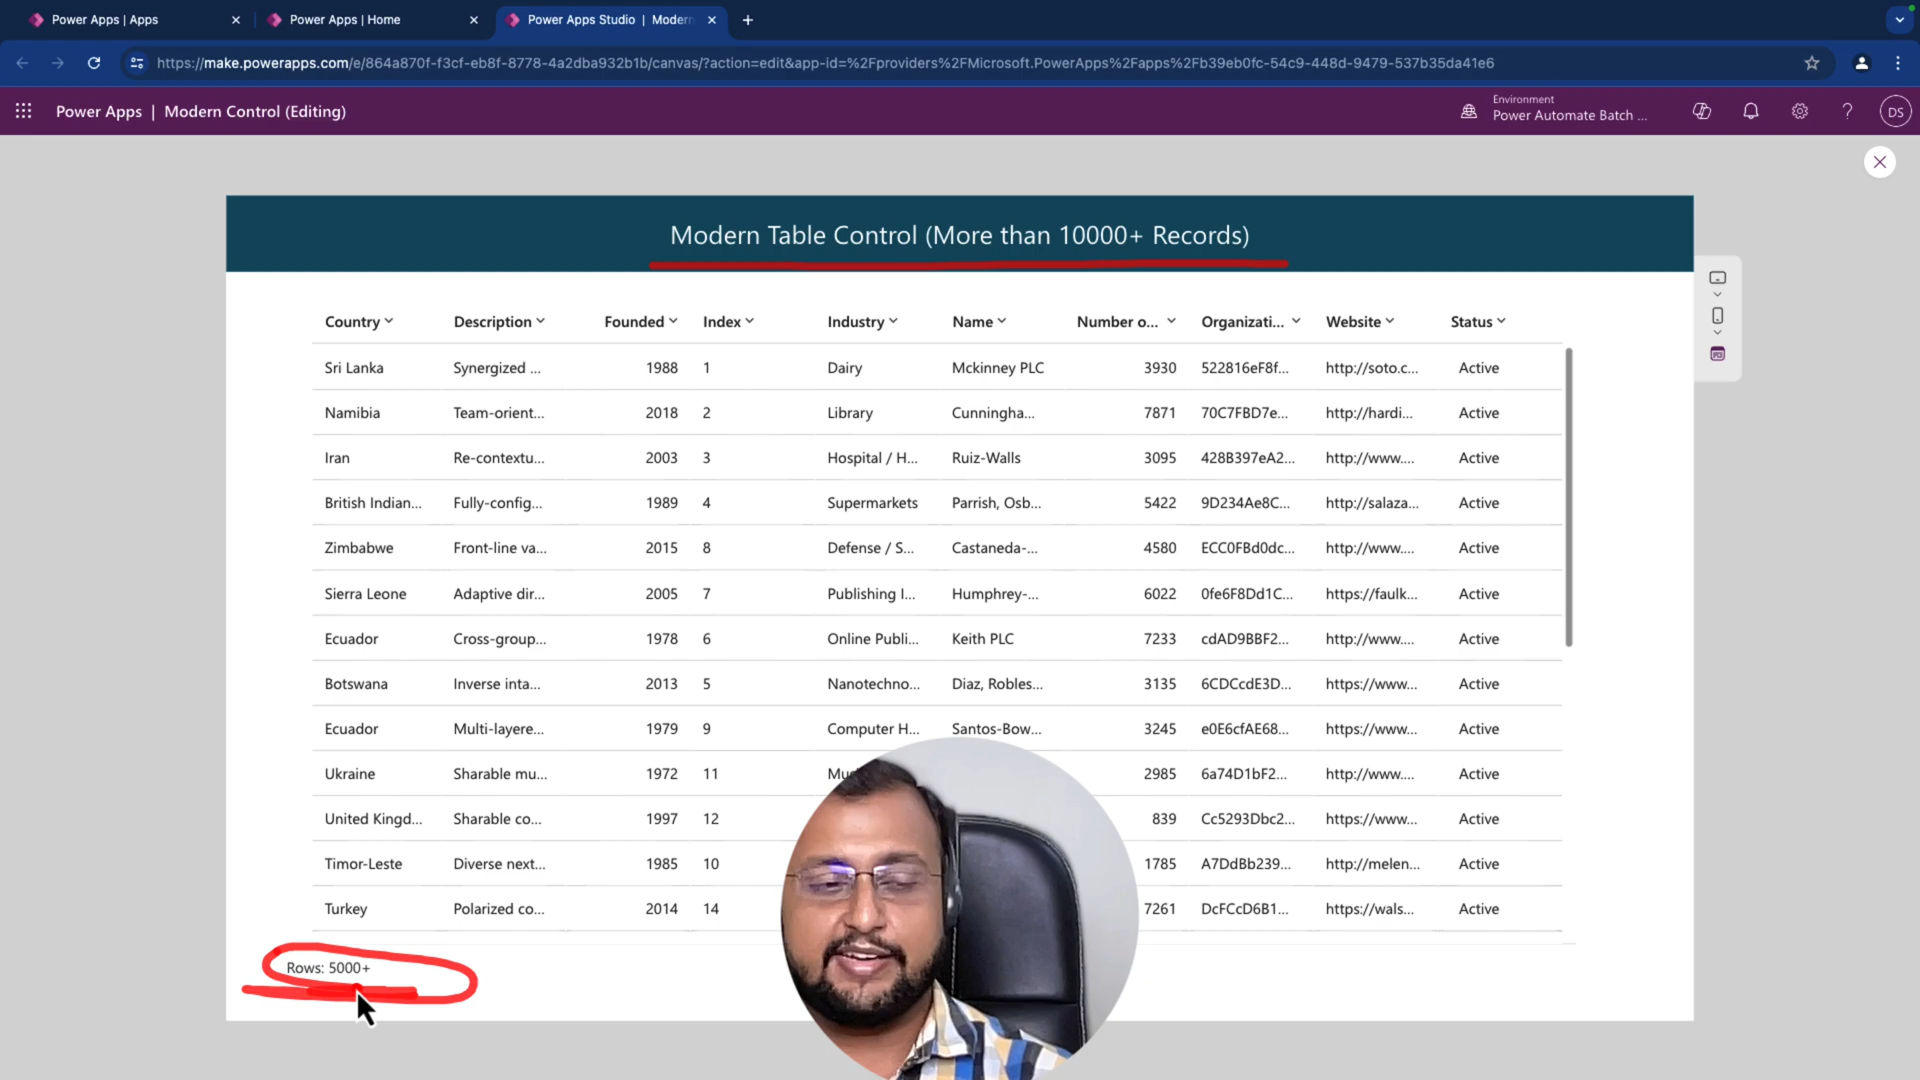 Power Apps | Apps
Power Apps | Home
Power Apps Studio | Modern
https://make.powerapps.com/e/864a870f-f3cf-eb8f-8778-4a2dba932b1b/canvas/?action=edit&app-id=%2Fproviders%2FMicrosoft.PowerApps%2Fapps%2Fb39eb0fc-54c9-448d-9479-537b35da41e6
Power Apps | Modern Control (Editing)
Environment
Power Automate Batch ...
DS
Modern Table Control (More than 10000+ Records)
Country Description Founded Index Industry Name Number o... Organizati... Website Status
Sri Lanka Synergized ... 1988 1 Dairy Mckinney PLC 3930 522816eF8f... http://soto.c... Active
Namibia Team-orient... 2018 2 Library Cunningha... 7871 70C7FBD7e... http://hardi... Active
Iran Re-contextu... 2003 3 Hospital / H... Ruiz-Walls 3095 428B397eA2... http://www.... Active
British Indian... Fully-config... 1989 4 Supermarkets Parrish, Osb... 5422 9D234Ae8C... http://salaza... Active
Zimbabwe Front-line va... 2015 8 Defense / S... Castaneda-... 4580 ECC0FBd0dc... http://www.... Active
Sierra Leone Adaptive dir... 2005 7 Publishing I... Humphrey-... 6022 0fe6F8Dd1C... https://faulk... Active
Ecuador Cross-group... 1978 6 Online Publi... Keith PLC 7233 cdAD9BBF2... http://www.... Active
Botswana Inverse inta... 2013 5 Nanotechno... Diaz, Robles... 3135 6CDCcdE3D... https://www... Active
Ecuador Multi-layere... 1979 9 Computer H... Santos-Bow... 3245 e0E6cfAE68... https://www... Active
Ukraine Sharable mu... 1972 11 2985 6a74D1bF2... http://www.... Active
United Kingd... Sharable co... 1997 12 839 Cc5293Dbc2... https://www... Active
Timor-Leste Diverse next... 1985 10 1785 A7DdBb239... http://melen... Active
Turkey Polarized co... 2014 14 7261 DcFCcD6B1... https://wals... Active
Rows: 5000+